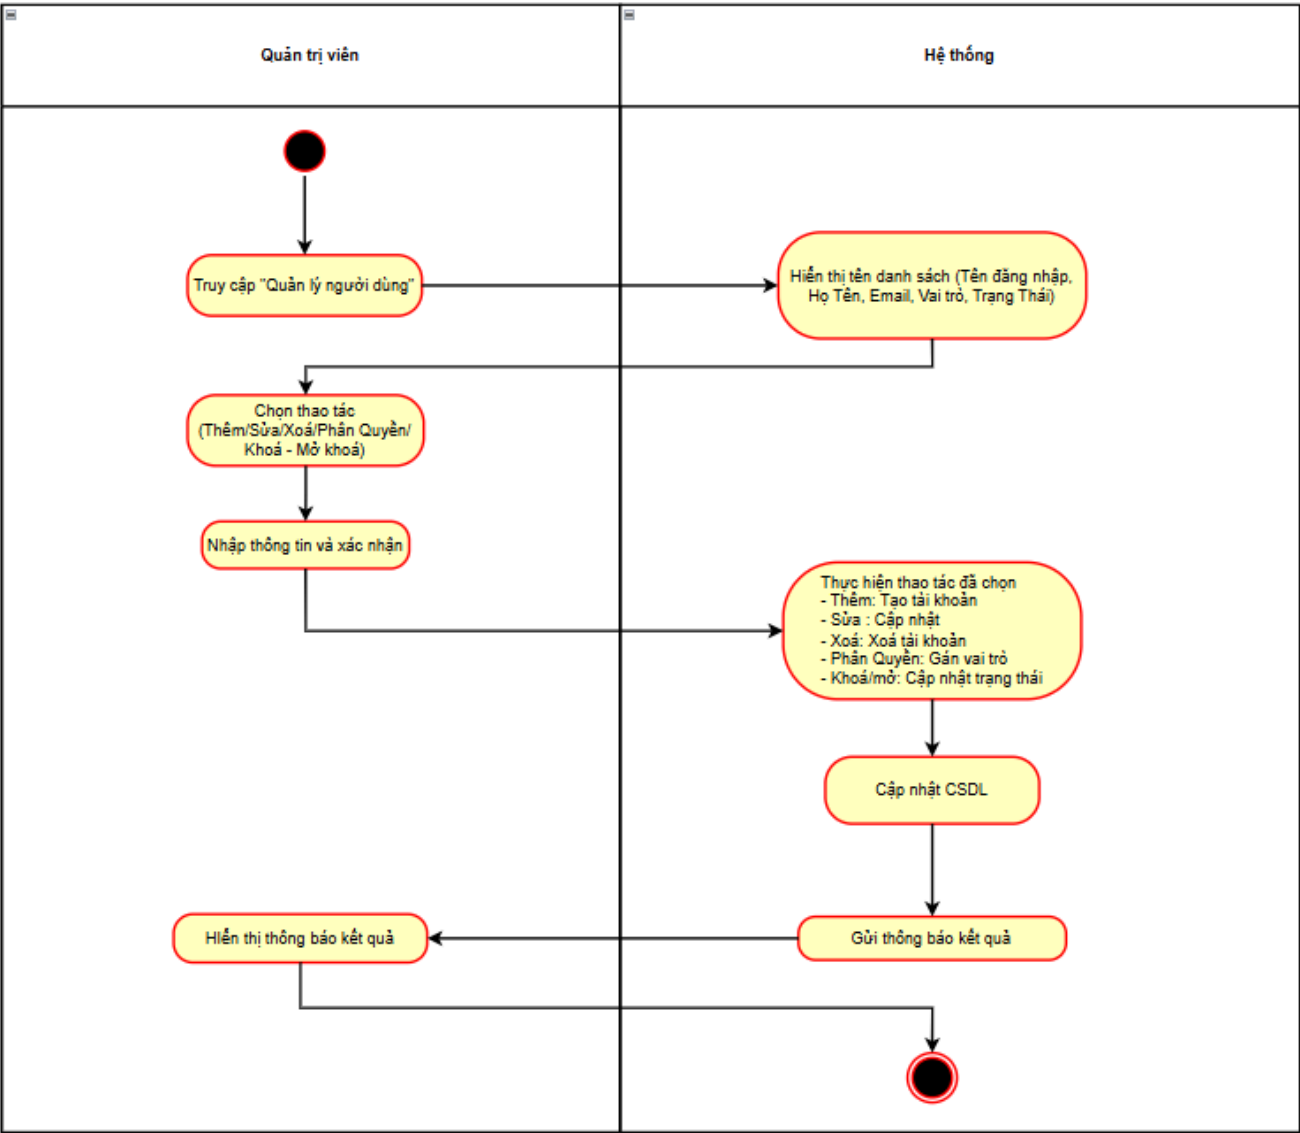 Quản trị viên
Hệ thống
Truy cập "Quản lý người dùng"
Hiển thị tên danh sách (Tên đăng nhập,
Họ Tên, Email, Vai trò, Trạng Thái)
Chọn thao tác
(Thêm/Sửa/Xoá/Phân Quyền/
Khoá - Mở khoá)
Nhập thông tin và xác nhận
Thực hiện thao tác đã chọn
- Thêm: Tạo tài khoản
- Sửa : Cập nhật
- Xoá: Xoá tài khoản
- Phân Quyền: Gán vai trò
- Khoá/mở: Cập nhật trạng thái
Cập nhật CSDL
Hiển thị thông báo kết quả
Gửi thông báo kết quả